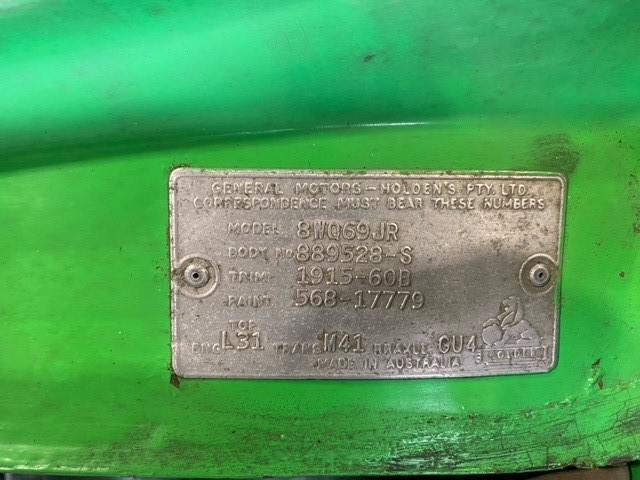 GENERAL MOTORS—HOLDEN'S PTY. LTD.
CORRESPONDENCE MUST BEAR THESE NUMBERS
MODEL 8WQ69JR
BODY NO 889528-S
TRIM 1915-60B
PAINT 568-17779
TOP
ENG L31 TRANS M41 R.R.AXLE GU4
MADE IN AUSTRALIA
HOLDEN